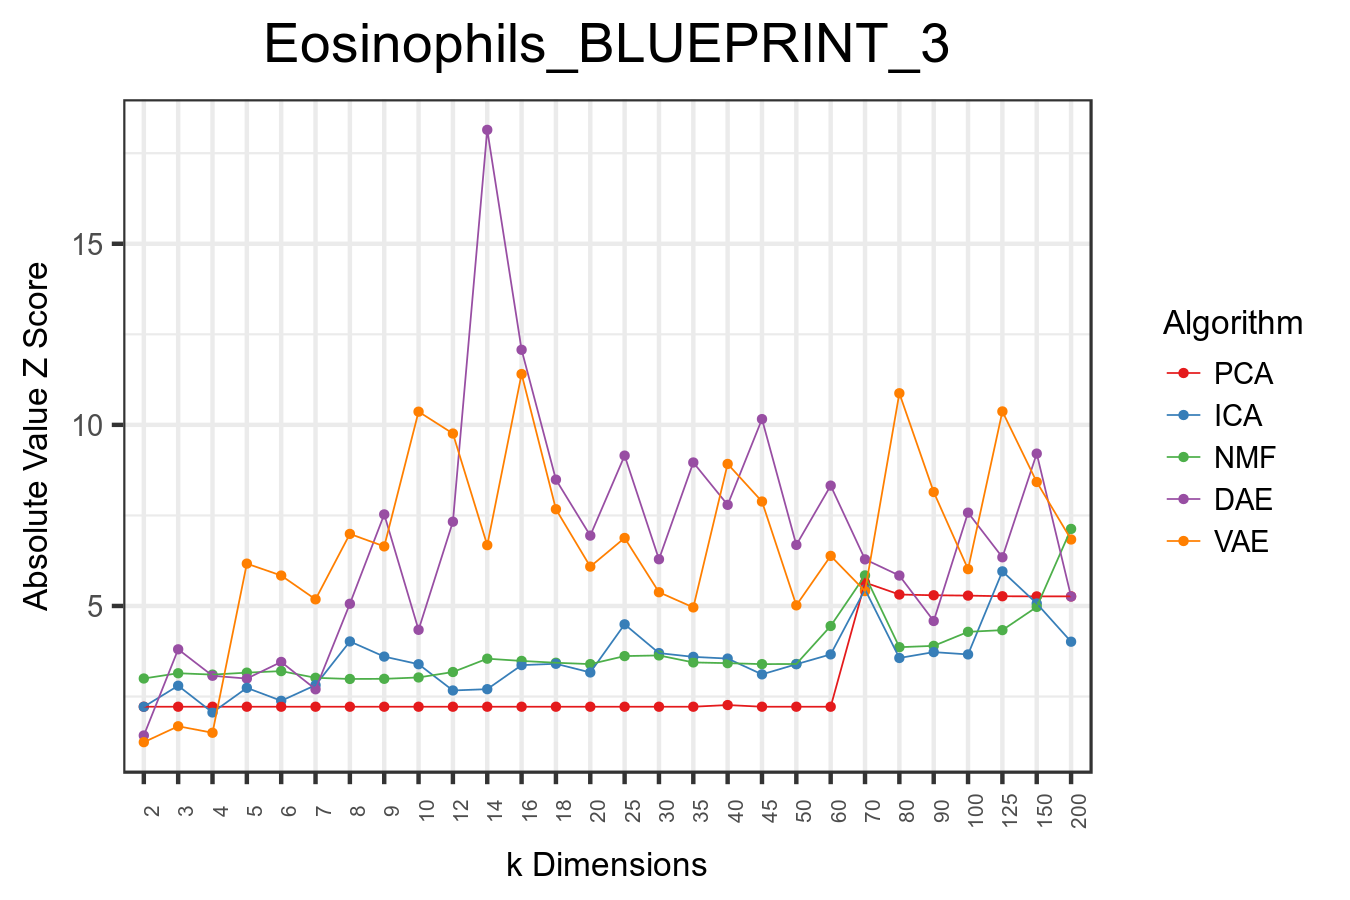 Eosinophils_BLUEPRINT_3
Absolute Value Z Score
15
10
5
2 3 4 5 6 7 8 9 10 12 14 16 18 20 25 30 35 40 45 50 60 70 80 90 100 125 150 200
k Dimensions
Algorithm
PCA
ICA
NMF
DAE
VAE